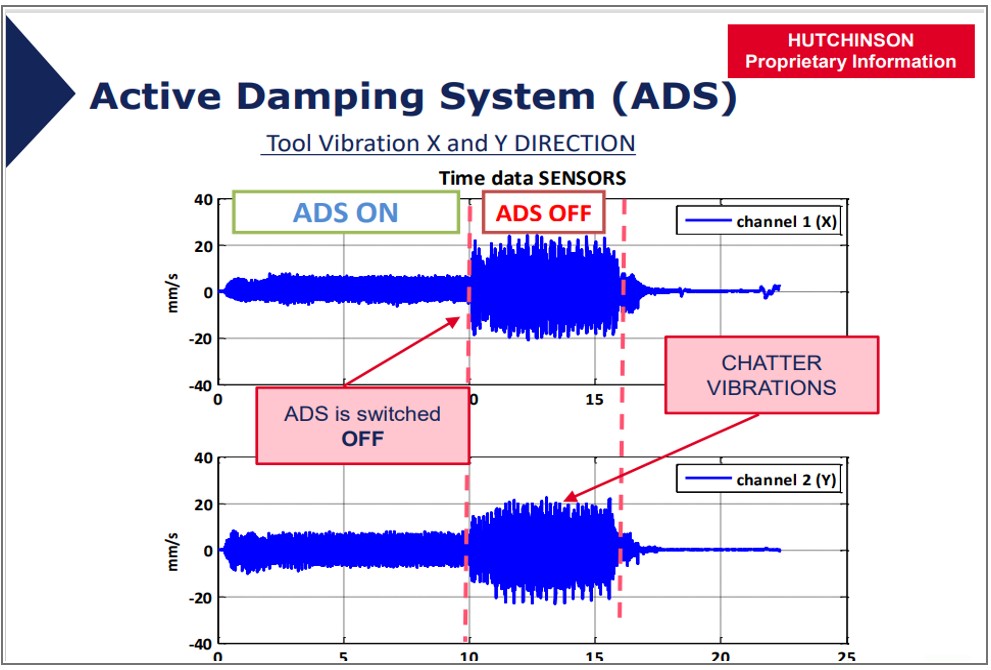 HUTCHINSON
Proprietary Information
Active Damping System (ADS)
Tool Vibration X and Y DIRECTION
Time data SENSORS
ADS ON
ADS OFF
channel 1 (X)
40
20
0
-20
-40
mm/s
0
0
15
ADS is switched
OFF
CHATTER
VIBRATIONS
channel 2 (Y)
40
20
0
-20
-40
mm/s
0
5
10
15
20
25